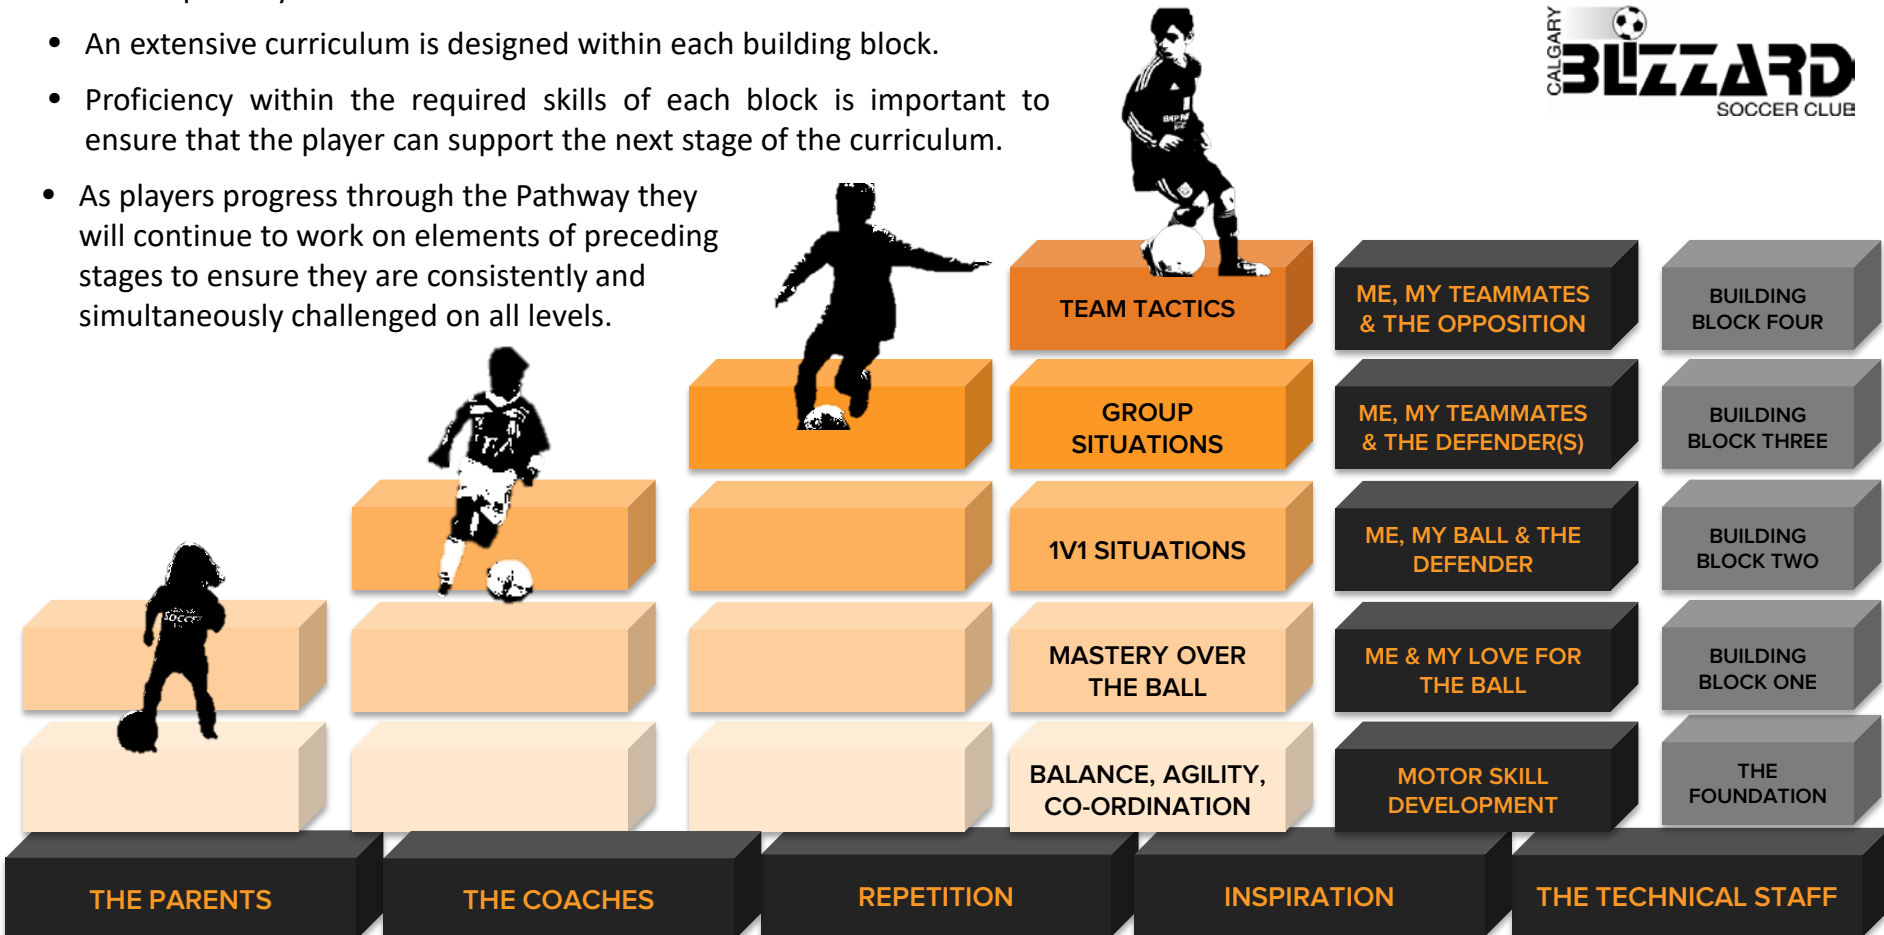 • An extensive curriculum is designed within each building block.
• Proficiency within the required skills of each block is important to
ensure that the player can support the next stage of the curriculum.
• As players progress through the Pathway they
will continue to work on elements of preceding
stages to ensure they are consistently and
simultaneously challenged on all levels.
CALGARY
BLIZZARD
SOCCER CLUB
TEAM TACTICS
ME, MY TEAMMATES
& THE OPPOSITION
BUILDING
BLOCK FOUR
GROUP
SITUATIONS
ME, MY TEAMMATES
& THE DEFENDER(S)
BUILDING
BLOCK THREE
1V1 SITUATIONS
ME, MY BALL & THE
DEFENDER
BUILDING
BLOCK TWO
SOCCER
MASTERY OVER
THE BALL
ME & MY LOVE FOR
THE BALL
BUILDING
BLOCK ONE
BALANCE, AGILITY,
CO-ORDINATION
MOTOR SKILL
DEVELOPMENT
THE
FOUNDATION
THE PARENTS
THE COACHES
REPETITION
INSPIRATION
THE TECHNICAL STAFF